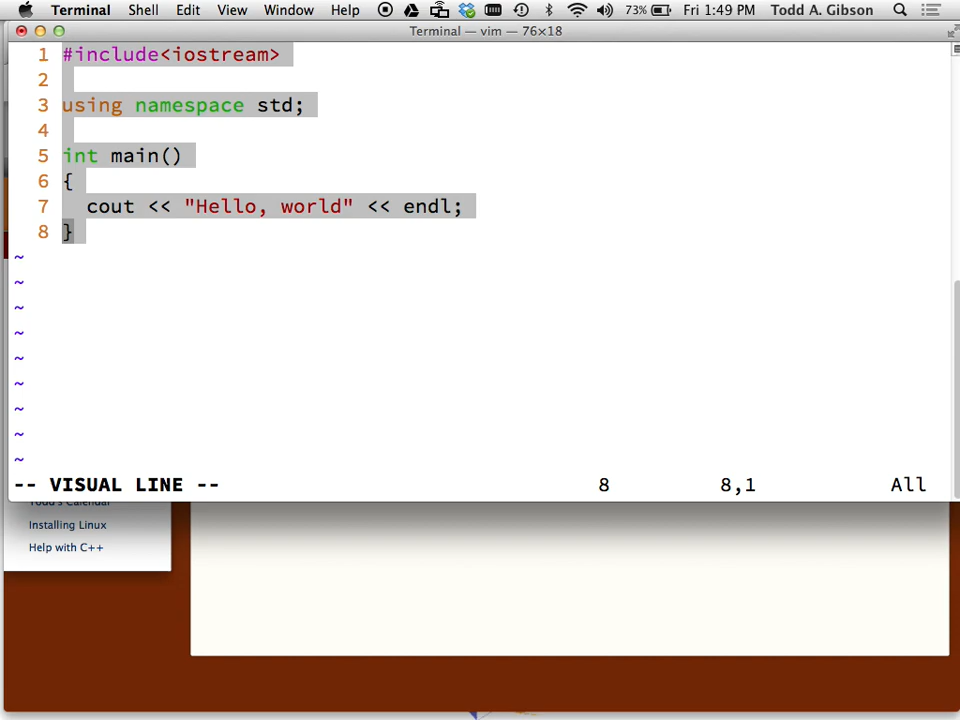 Terminal Shell Edit View Window Help 73% Fri 1:49 PM Todd A. Gibson
Terminal — vim — 76×18
1 #include<iostream>
2
3 using namespace std;
4
5 int main()
6 {
7   cout << "Hello, world" << endl;
8 }
~
~
~
~
~
~
~
~
~
-- VISUAL LINE -- 8 8,1 All
Todd's Calendar
Installing Linux
Help with C++